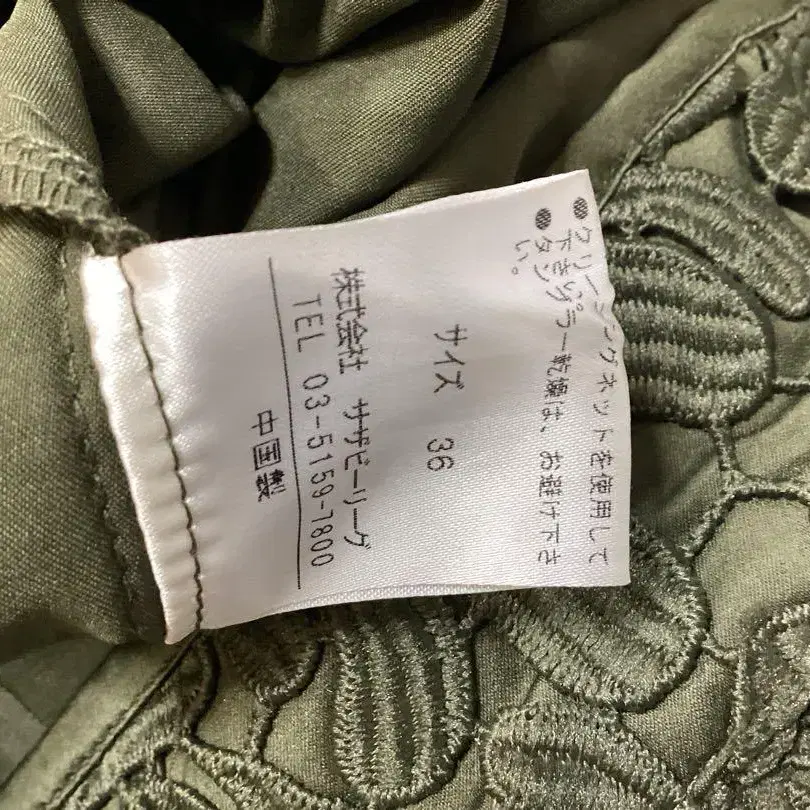 ●クリーニングネットを使用して
下さい。
●タンブラー乾燥は、お避け下さ
い。
サイズ 36
株式会社 サザビーリーグ
TEL 03-5159-7800
中国製